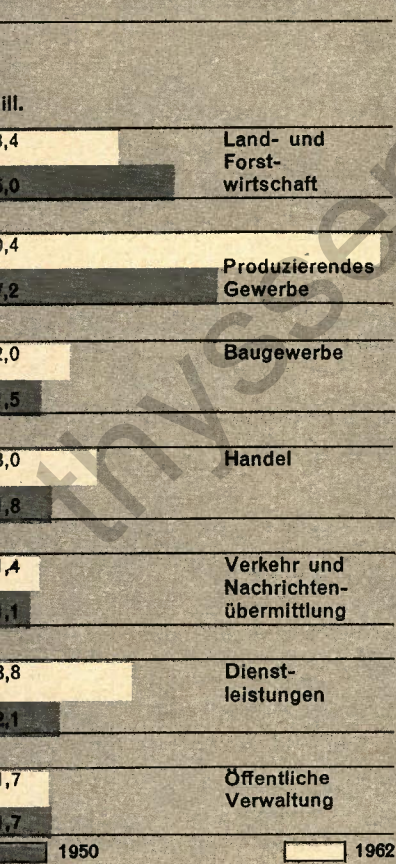 ill.
3,4
Land- und
Forst-
5,0
wirtschaft
,4
Produzierendes
7,2
Gewerbe
2,0
Baugewerbe
,5
3,0
Handel
,8
,4
Verkehr und
Nachrichten-
,1
übermittlung
3,8
Dienst-
leistungen
2,1
,7
Öffentliche
Verwaltung
,7
1950
1962
thysse